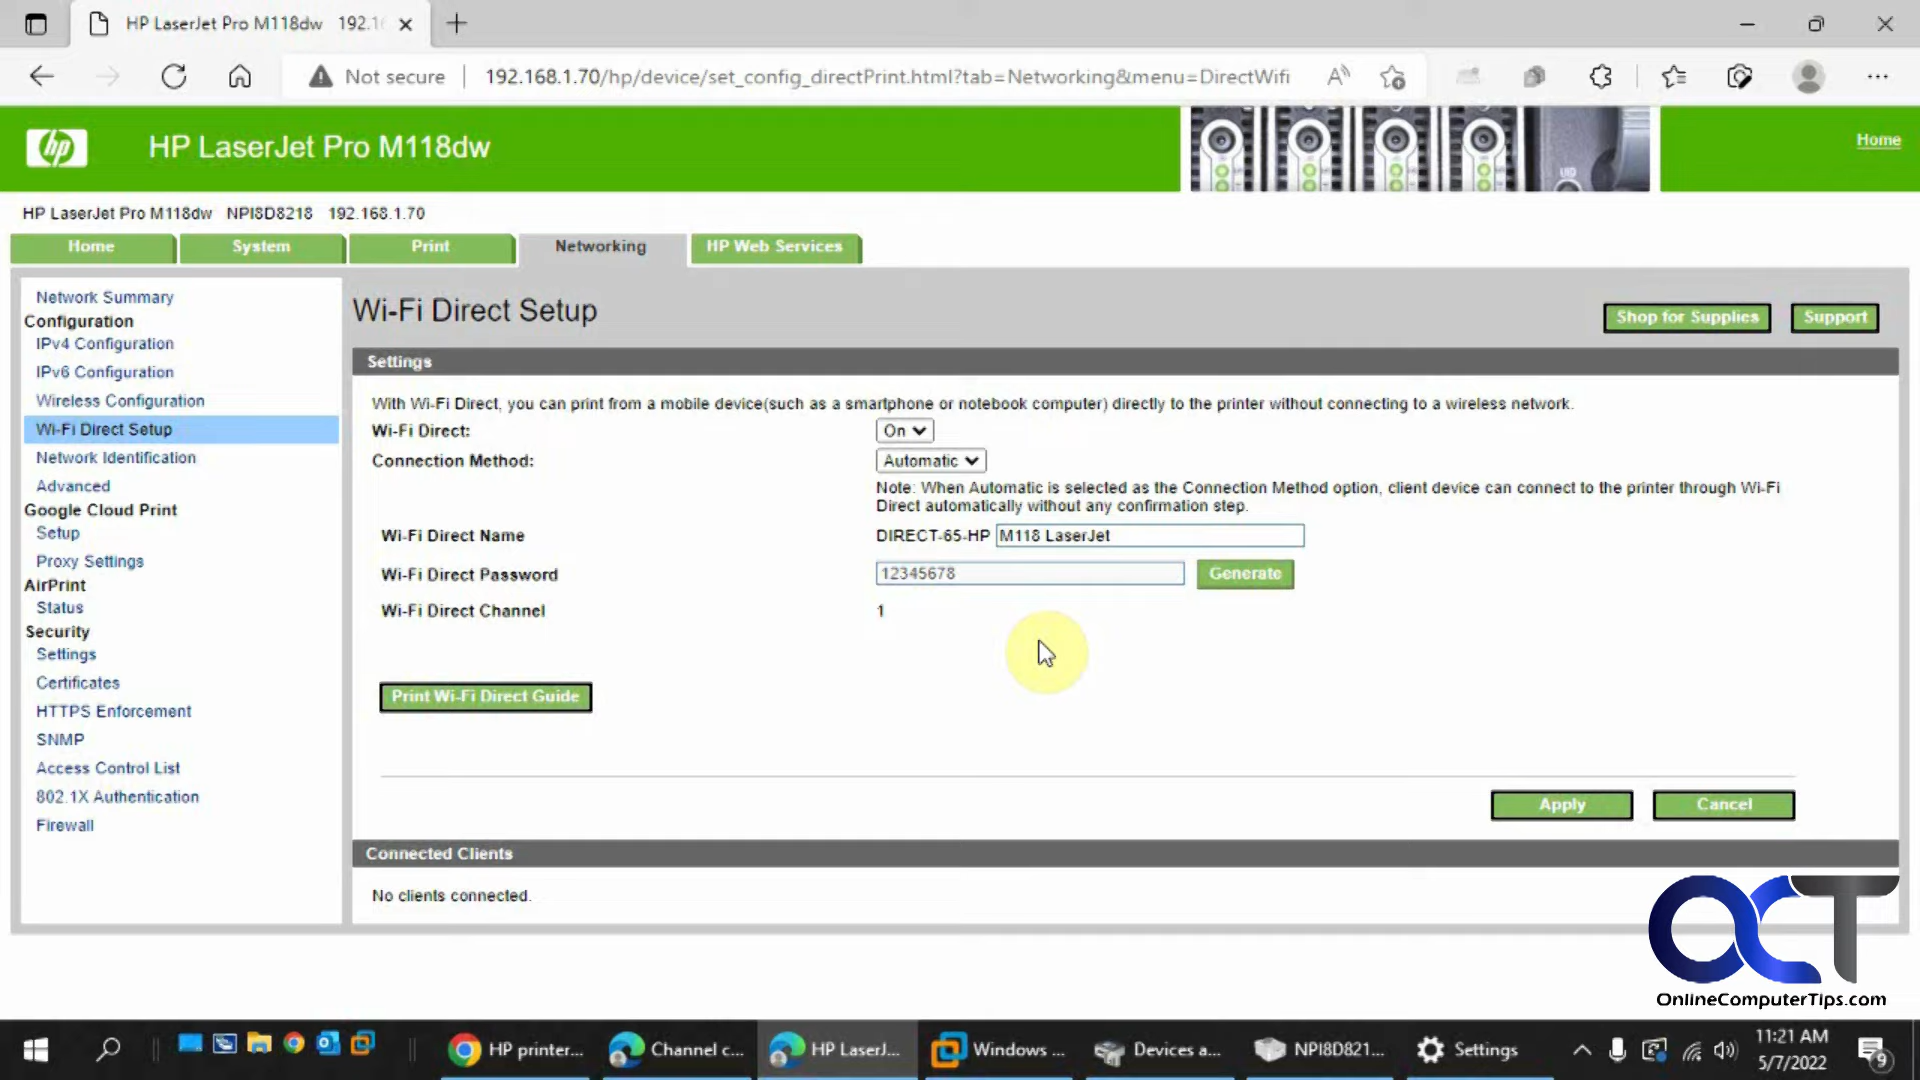 HP LaserJet Pro M118dw 192.1
Not secure
192.168.1.70/hp/device/set_config_directPrint.html?tab=Networking&menu=DirectWifi
hp
HP LaserJet Pro M118dw
UID
Home
HP LaserJet Pro M118dw NPI8D8218 192.168.1.70
Home
System
Print
Networking
HP Web Services
Network Summary
Configuration
IPv4 Configuration
IPv6 Configuration
Wireless Configuration
Wi-Fi Direct Setup
Network Identification
Advanced
Google Cloud Print
Setup
Proxy Settings
AirPrint
Status
Security
Settings
Certificates
HTTPS Enforcement
SNMP
Access Control List
802.1X Authentication
Firewall
Wi-Fi Direct Setup
Shop for Supplies
Support
Settings
With Wi-Fi Direct, you can print from a mobile device(such as a smartphone or notebook computer) directly to the printer without connecting to a wireless network.
Wi-Fi Direct: On
Connection Method: Automatic
Note: When Automatic is selected as the Connection Method option, client device can connect to the printer through Wi-Fi
Direct automatically without any confirmation step.
Wi-Fi Direct Name DIRECT-65-HP M118 LaserJet
Wi-Fi Direct Password 12345678 Generate
Wi-Fi Direct Channel 1
Print Wi-Fi Direct Guide
Apply
Cancel
Connected Clients
No clients connected.
OCT
OnlineComputerTips.com
HP printer...
Channel c...
HP LaserJ...
Windows ...
Devices a...
NPI8D821...
Settings
11:21 AM
5/7/2022
9